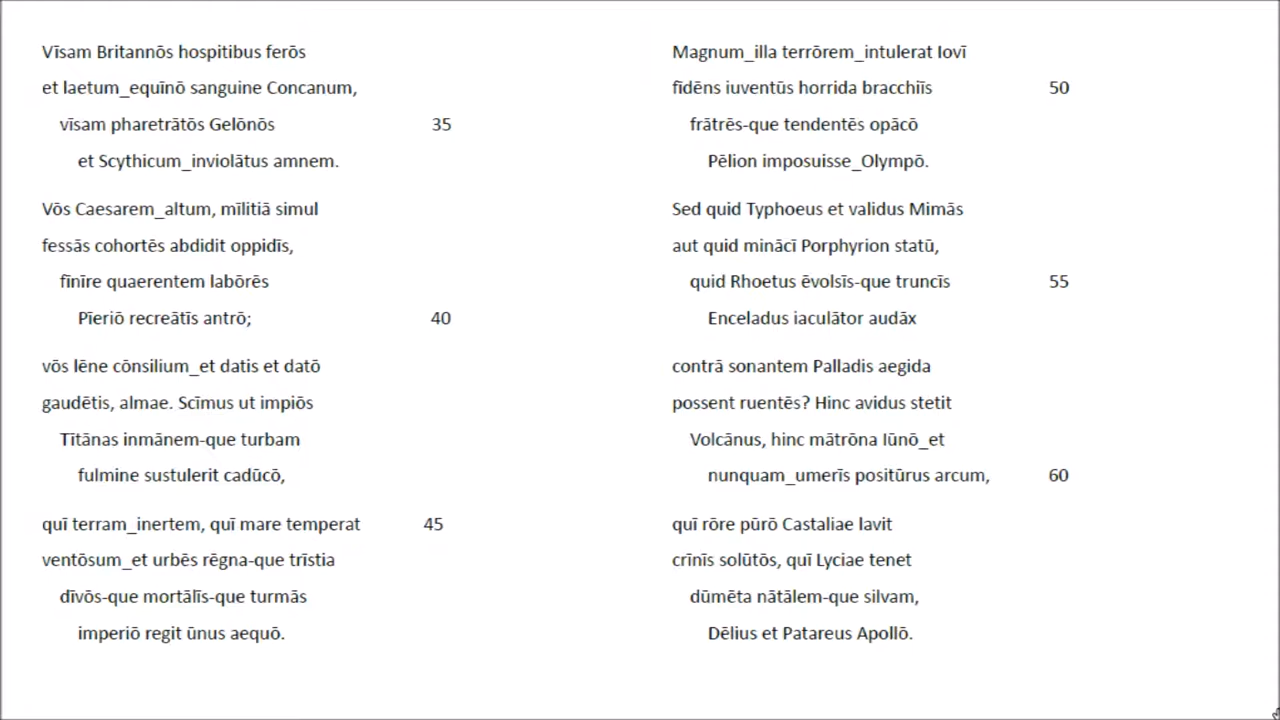 Vīsam Britannōs hospitibus ferōs
et laetum_equīnō sanguine Concanum,
vīsam pharetrātōs Gelōnōs 35
et Scythicum_inviolātus amnem.
Vōs Caesarem_altum, mīlitiā simul
fessās cohortēs abdidit oppidīs,
fīnīre quaerentem labōrēs
Pīeriō recreātīs antrō; 40
vōs lēne cōnsilium_et datis et datō
gaudētis, almae. Scīmus ut impiōs
Tītānas inmānem-que turbam
fulmine sustulerit cadūcō,
quī terram_inertem, quī mare temperat 45
ventōsum_et urbēs rēgna-que trīstia
dīvōs-que mortālīs-que turmās
imperiō regit ūnus aequō.
Magnum_illa terrōrem_intulerat Iovī
fīdēns iuventūs horrida bracchiīs 50
frātrēs-que tendentēs opācō
Pēlion imposuisse_Olympō.
Sed quid Typhoeus et validus Mimās
aut quid minācī Porphyrion statū,
quid Rhoetus ēvolsīs-que truncīs 55
Enceladus iaculātor audāx
contrā sonantem Palladis aegida
possent ruentēs? Hinc avidus stetit
Volcānus, hinc mātrōna Iūnō_et
nunquam_umerīs positūrus arcum, 60
quī rōre pūrō Castaliae lavit
crīnīs solūtōs, quī Lyciae tenet
dūmēta nātālem-que silvam,
Dēlius et Patareus Apollō.